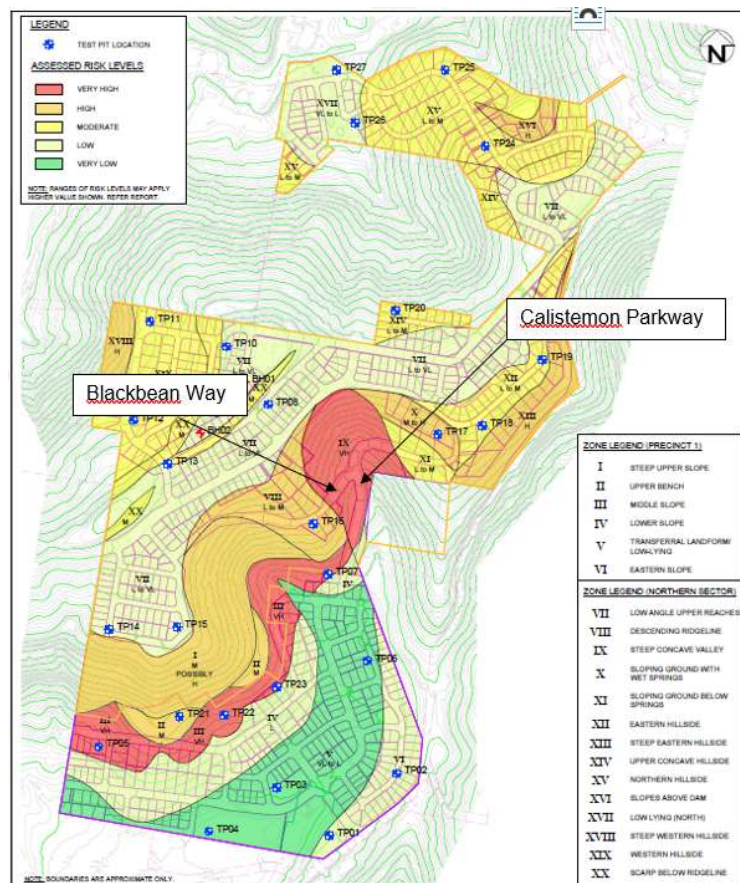 LEGEND
TEST PIT LOCATION
ASSESSED RISK LEVELS
VERY HIGH
HIGH
MODERATE
LOW
VERY LOW
NOTE: RANGES OF RISK LEVELS MAY APPLY
HIGHER VALUE SHOWN. REFER REPORT.
N
TP27
TP25
XVII
VL to L
TP26
XV
L to M
XVI
H
TP24
XV
L to M
XIV
VII
L to VL
TP20
XIV
L to M
Calistemon Parkway
TP11
XVIII
H
XIX
TP10
VII
L to VL
VII
L to VL
TP19
BH01
XX
M
TP08
Blackbean Way
XII
L to M
X
M to H
TP18
XIII
H
TP17
TP12
XX
M
BH02
VII
L to VL
IX
VH
XI
L to M
TP13
XX
M
VIII
L to M
TP16
VII
L to VL
TP07
IV
III
VH
TP14
TP15
I
M
POSSIBLY
H
II
M
TP06
TP23
TP21
TP22
II
M
III
VH
IV
L
III
VH
TP05
V
VL to L
VI
L
TP02
TP03
TP04
TP01
NOTE: BOUNDARIES ARE APPROXIMATE ONLY.
ZONE LEGEND (PRECINCT 1)
I STEEP UPPER SLOPE
II UPPER BENCH
III MIDDLE SLOPE
IV LOWER SLOPE
V TRANSFERRAL LANDFORM/
LOW-LYING
VI EASTERN SLOPE
ZONE LEGEND (NORTHERN SECTOR)
VII LOW ANGLE UPPER REACHES
VIII DESCENDING RIDGELINE
IX STEEP CONCAVE VALLEY
X SLOPING GROUND WITH
WET SPRINGS
XI SLOPING GROUND BELOW
SPRINGS
XII EASTERN HILLSIDE
XIII STEEP EASTERN HILLSIDE
XIV UPPER CONCAVE HILLSIDE
XV NORTHERN HILLSIDE
XVI SLOPES ABOVE DAM
XVII LOW LYING (NORTH)
XVIII STEEP WESTERN HILLSIDE
XIX WESTERN HILLSIDE
XX SCARP BELOW RIDGELINE